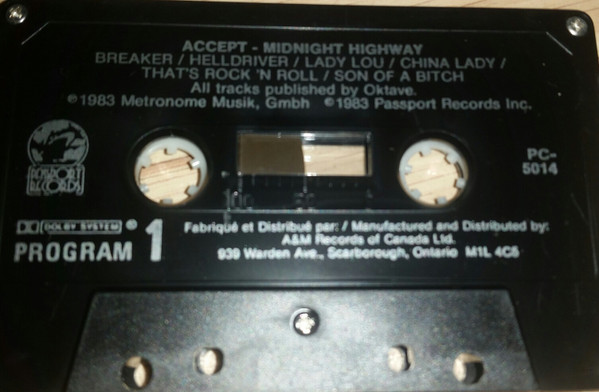 ACCEPT - MIDNIGHT HIGHWAY
BREAKER / HELLDRIVER / LADY LOU / CHINA LADY /
THAT'S ROCK 'N ROLL / SON OF A BITCH
All tracks published by Oktave.
℗1983 Metronome Musik, Gmbh ©1983 Passport Records Inc.
PASSPORT
RECORDS
PC-
5014
DOLBY SYSTEM ®
PROGRAM 1
Fabriqué et Distribué par: / Manufactured and Distributed by:
A&M Records of Canada Ltd.
939 Warden Ave., Scarborough, Ontario M1L 4C5